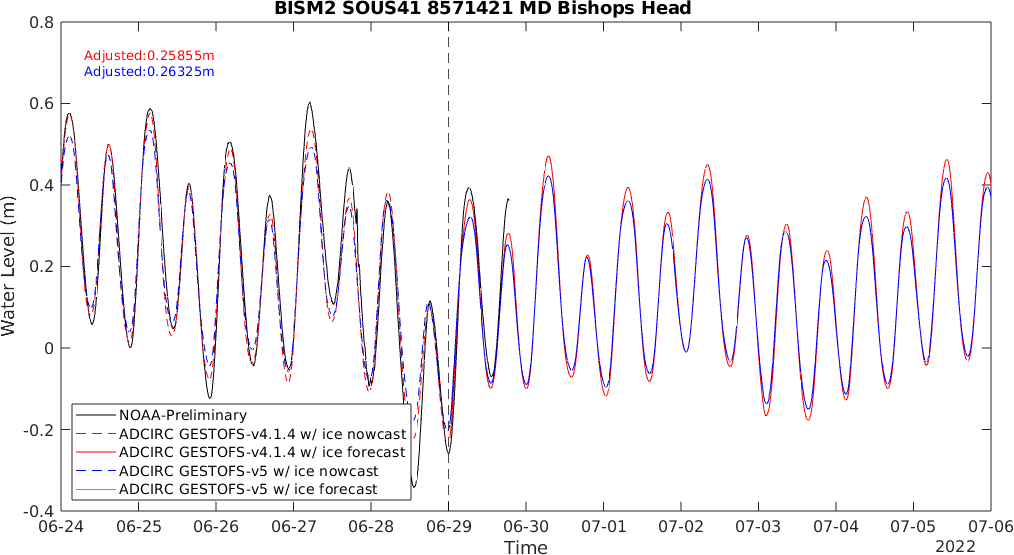 BISM2 SOUS41 8571421 MD Bishops Head
Adjusted:0.25855m
Adjusted:0.26325m
Water Level (m)
0.8
0.6
0.4
0.2
0
-0.2
-0.4
NOAA-Preliminary
ADCIRC GESTOFS-v4.1.4 w/ ice nowcast
ADCIRC GESTOFS-v4.1.4 w/ ice forecast
ADCIRC GESTOFS-v5 w/ ice nowcast
ADCIRC GESTOFS-v5 w/ ice forecast
06-24 06-25 06-26 06-27 06-28 06-29 06-30 07-01 07-02 07-03 07-04 07-05 07-06
Time
2022